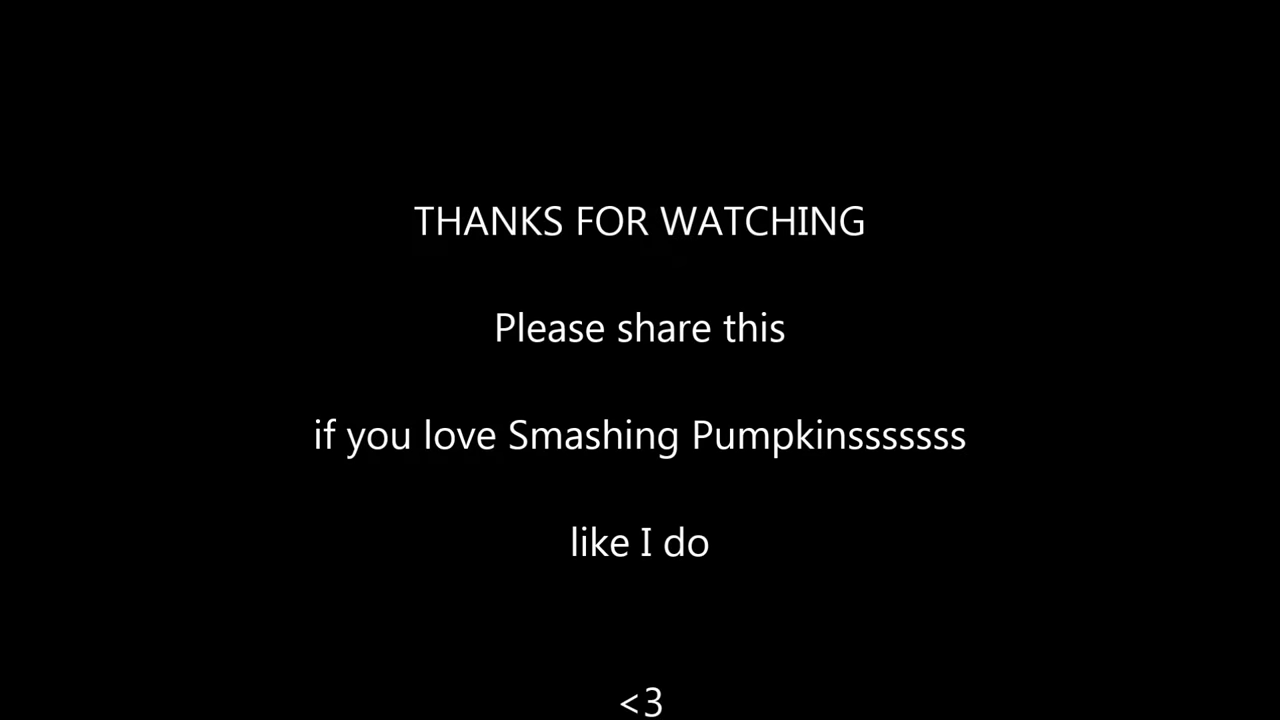 THANKS FOR WATCHING
Please share this
if you love Smashing Pumpkinsssssss
like I do
<3